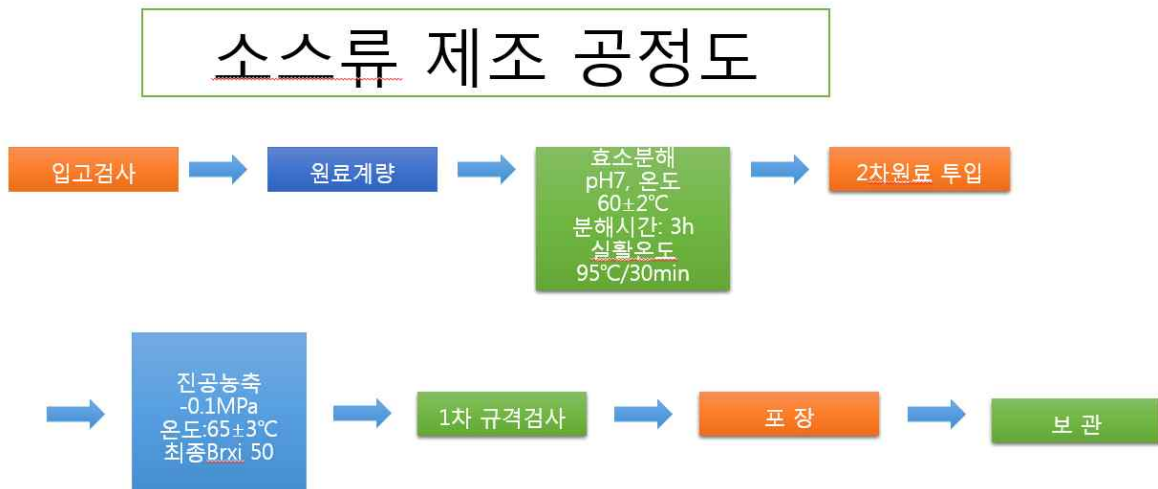 소스류 제조 공정도
입고검사
원료계량
효소분해
pH7, 온도
60±2℃
분해시간: 3h
실활온도
95℃/30min
2차원료 투입
진공농축
-0.1MPa
온도:65±3℃
최종Brxi 50
1차 규격검사
포 장
보 관